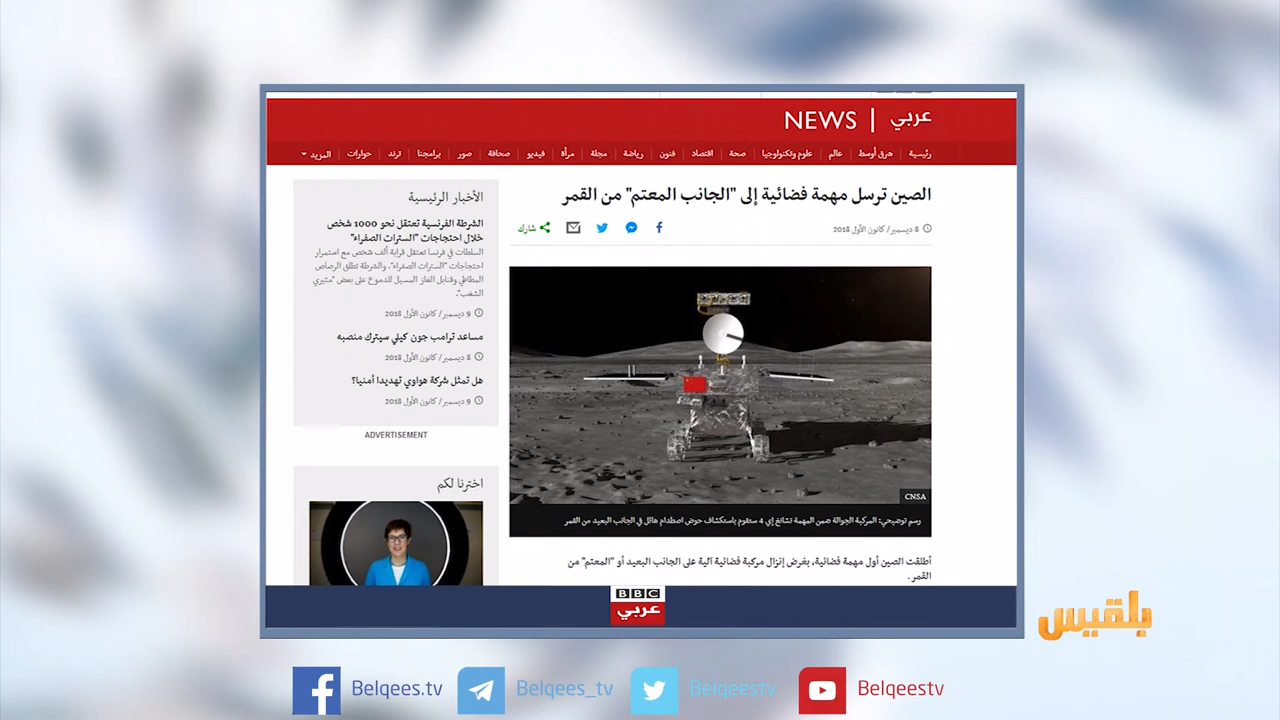 NEWS | عربي
رئيسية | شرق أوسط | عالم | علوم وتكنولوجيا | صحة | اقتصاد | فنون | رياضة | مجلة | مرأة | فيديو | صحافة | صور | برامجنا | ترند | حوارات | المزيد
الصين ترسل مهمة فضائية إلى "الجانب المعتم" من القمر
8 ديسمبر/ كانون الأول 2018
شارك
CNSA
رسم توضيحي: المركبة الجوالة ضمن المهمة تشانغ إي 4 ستقوم باستكشاف حوض اصطدام هائل في الجانب البعيد من القمر
أطلقت الصين أول مهمة فضائية، بغرض إنزال مركبة فضائية آلية على الجانب البعيد أو "المعتم" من
القمر.
الأخبار الرئيسية
الشرطة الفرنسية تعتقل نحو 1000 شخص
خلال احتجاجات "السترات الصفراء"
السلطات في فرنسا تعتقل قرابة ألف شخص مع استمرار
احتجاجات "السترات الصفراء"، والشرطة تطلق الرصاص
المطاطي وقنابل الغاز المسيل للدموع على بعض "مثيري
الشغب".
9 ديسمبر/ كانون الأول 2018
مساعد ترامب جون كيلي سيترك منصبه
8 ديسمبر/ كانون الأول 2018
هل تمثل شركة هواوي تهديدا أمنيا؟
9 ديسمبر/ كانون الأول 2018
ADVERTISEMENT
اخترنا لكم
BBC
عربي
بلقيس
Belqees.tv
Belqees_tv
Belqeestv
Belqeestv